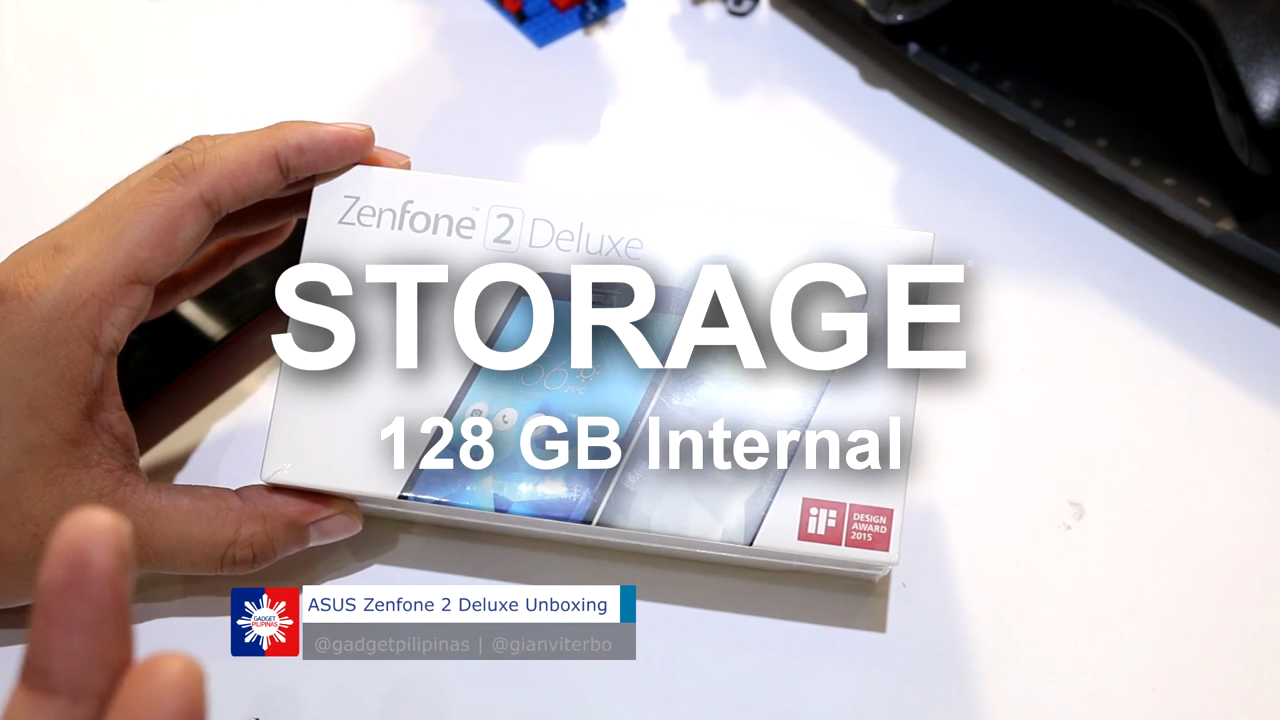 Zenfone™ 2 Deluxe
STORAGE
128 GB Internal
iF
DESIGN
AWARD
2015
GADGET
PILIPINAS
ASUS Zenfone 2 Deluxe Unboxing
@gadgetpilipinas | @gianviterbo